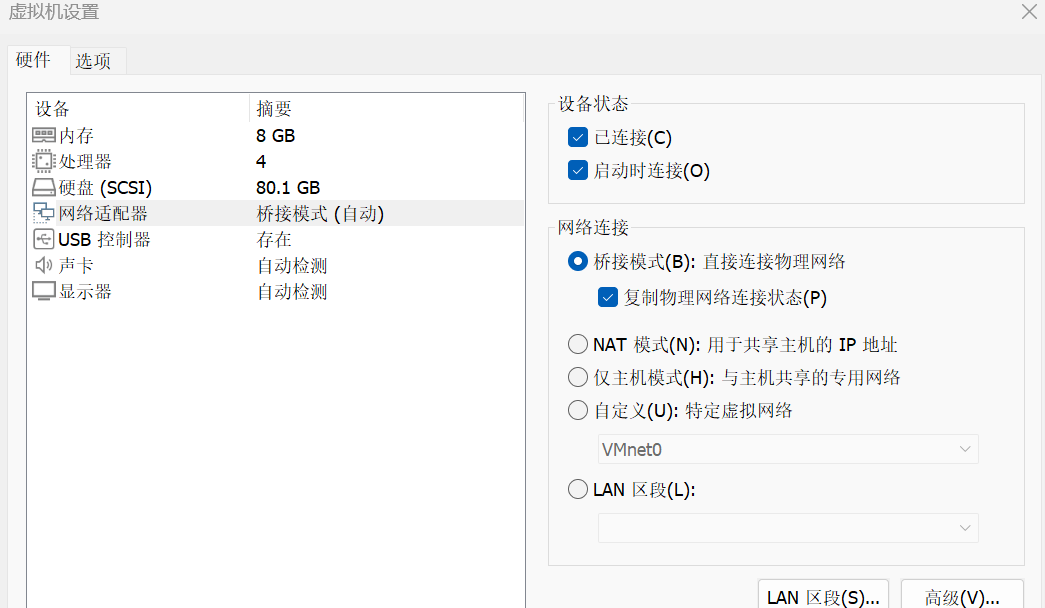 虚拟机设置
硬件 选项
设备 摘要
内存 8 GB
处理器 4
硬盘 (SCSI) 80.1 GB
网络适配器 桥接模式 (自动)
USB 控制器 存在
声卡 自动检测
显示器 自动检测
设备状态
已连接(C)
启动时连接(O)
网络连接
桥接模式(B): 直接连接物理网络
复制物理网络连接状态(P)
NAT 模式(N): 用于共享主机的 IP 地址
仅主机模式(H): 与主机共享的专用网络
自定义(U): 特定虚拟网络
VMnet0
LAN 区段(L):
LAN 区段(S)... 高级(V)...